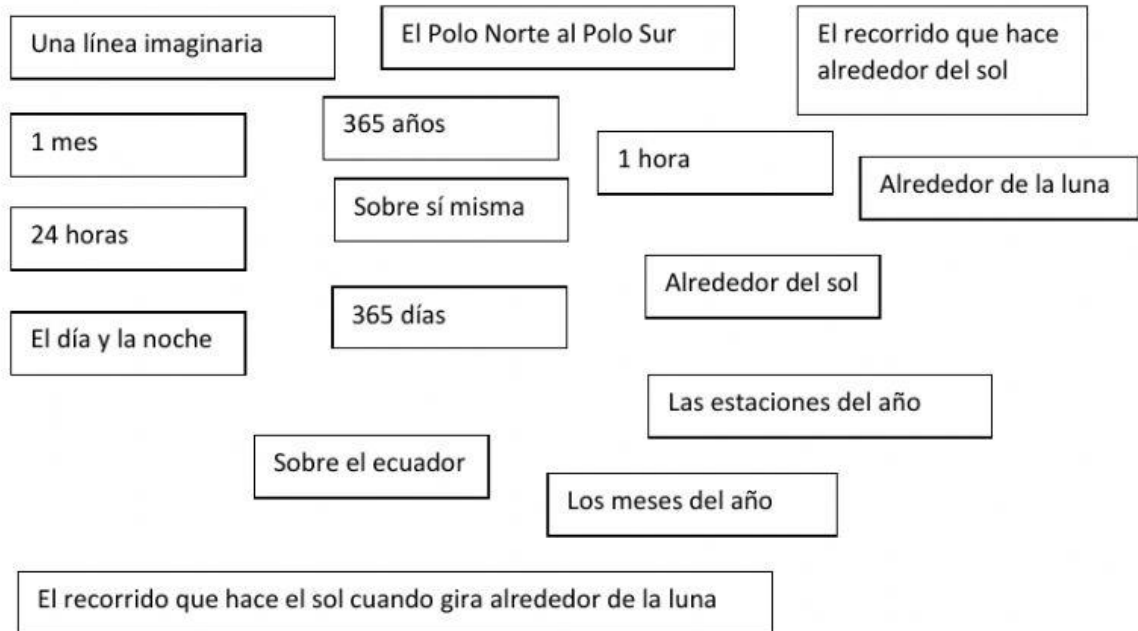 Una línea imaginaria
El Polo Norte al Polo Sur
El recorrido que hace
alrededor del sol
1 mes
365 años
1 hora
Alrededor de la luna
Sobre sí misma
24 horas
Alrededor del sol
365 días
El día y la noche
Las estaciones del año
Sobre el ecuador
Los meses del año
El recorrido que hace el sol cuando gira alrededor de la luna